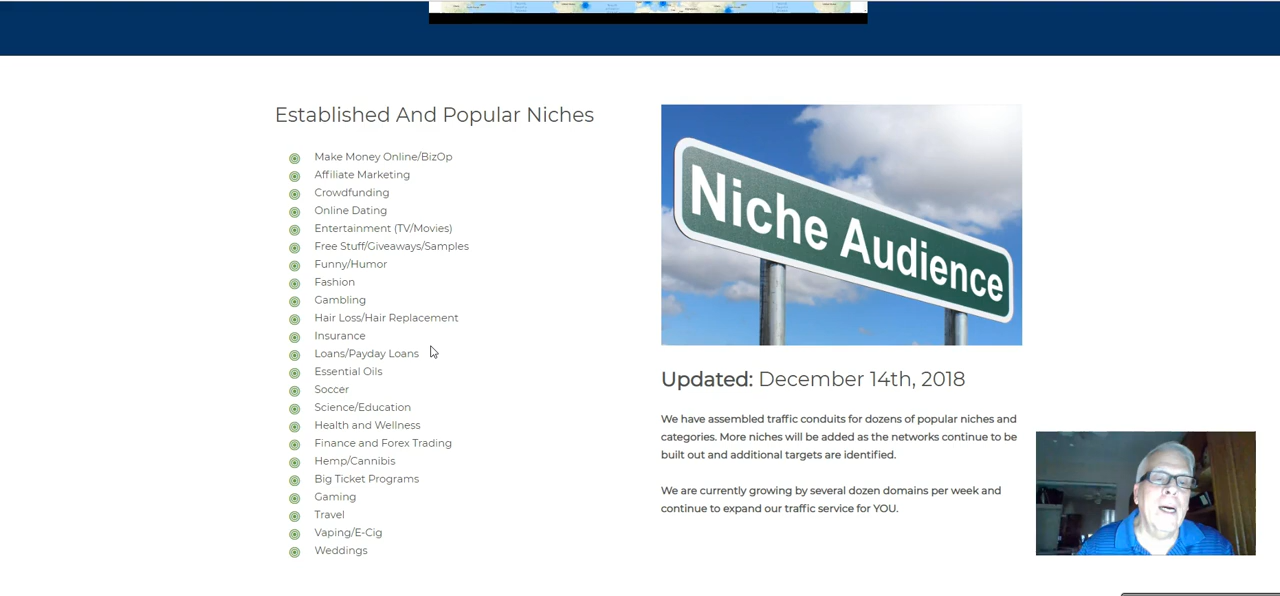 Established And Popular Niches
Make Money Online/BizOp
Affiliate Marketing
Crowdfunding
Online Dating
Entertainment (TV/Movies)
Free Stuff/Giveaways/Samples
Funny/Humor
Fashion
Gambling
Hair Loss/Hair Replacement
Insurance
Loans/Payday Loans
Essential Oils
Soccer
Science/Education
Health and Wellness
Finance and Forex Trading
Hemp/Cannibis
Big Ticket Programs
Gaming
Travel
Vaping/E-Cig
Weddings
Niche Audience
Updated: December 14th, 2018
We have assembled traffic conduits for dozens of popular niches and
categories. More niches will be added as the networks continue to be
built out and additional targets are identified.
We are currently growing by several dozen domains per week and
continue to expand our traffic service for YOU.